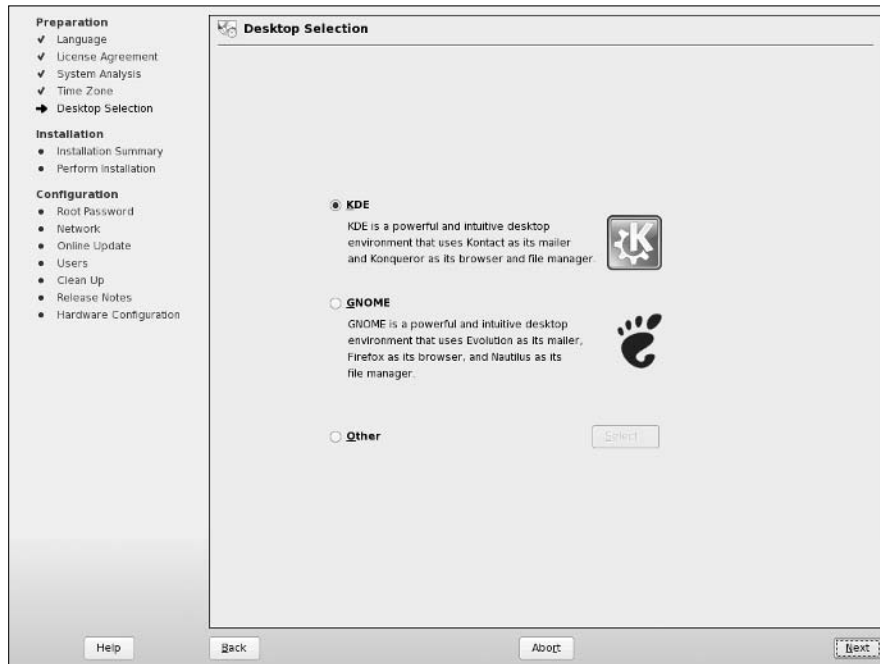 Preparation
Language
License Agreement
System Analysis
Time Zone
Desktop Selection
Installation
Installation Summary
Perform Installation
Configuration
Root Password
Network
Online Update
Users
Clean Up
Release Notes
Hardware Configuration
Desktop Selection
KDE
KDE is a powerful and intuitive desktop
environment that uses Kontact as its mailer
and Konqueror as its browser and file manager.
GNOME
GNOME is a powerful and intuitive desktop
environment that uses Evolution as its mailer,
Firefox as its browser, and Nautilus as its
file manager.
Other
Select...
Help
Back
Abort
Next